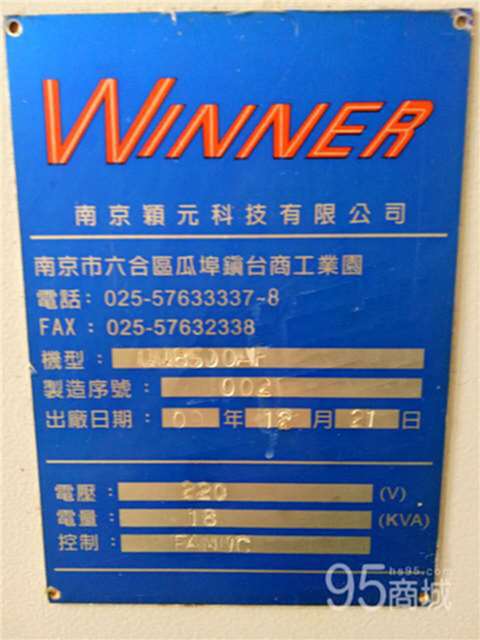 WINNER
南京穎元科技有限公司
南京市六合區瓜埠鎮台商工業園
電話：025-57633337~8
FAX：025-57632338
機型：
製造序號：002
出廠日期： 年 12 月 21 日
電壓：220 (V)
電量：18 (KVA)
控制：FANUC
hs95.com
95商城